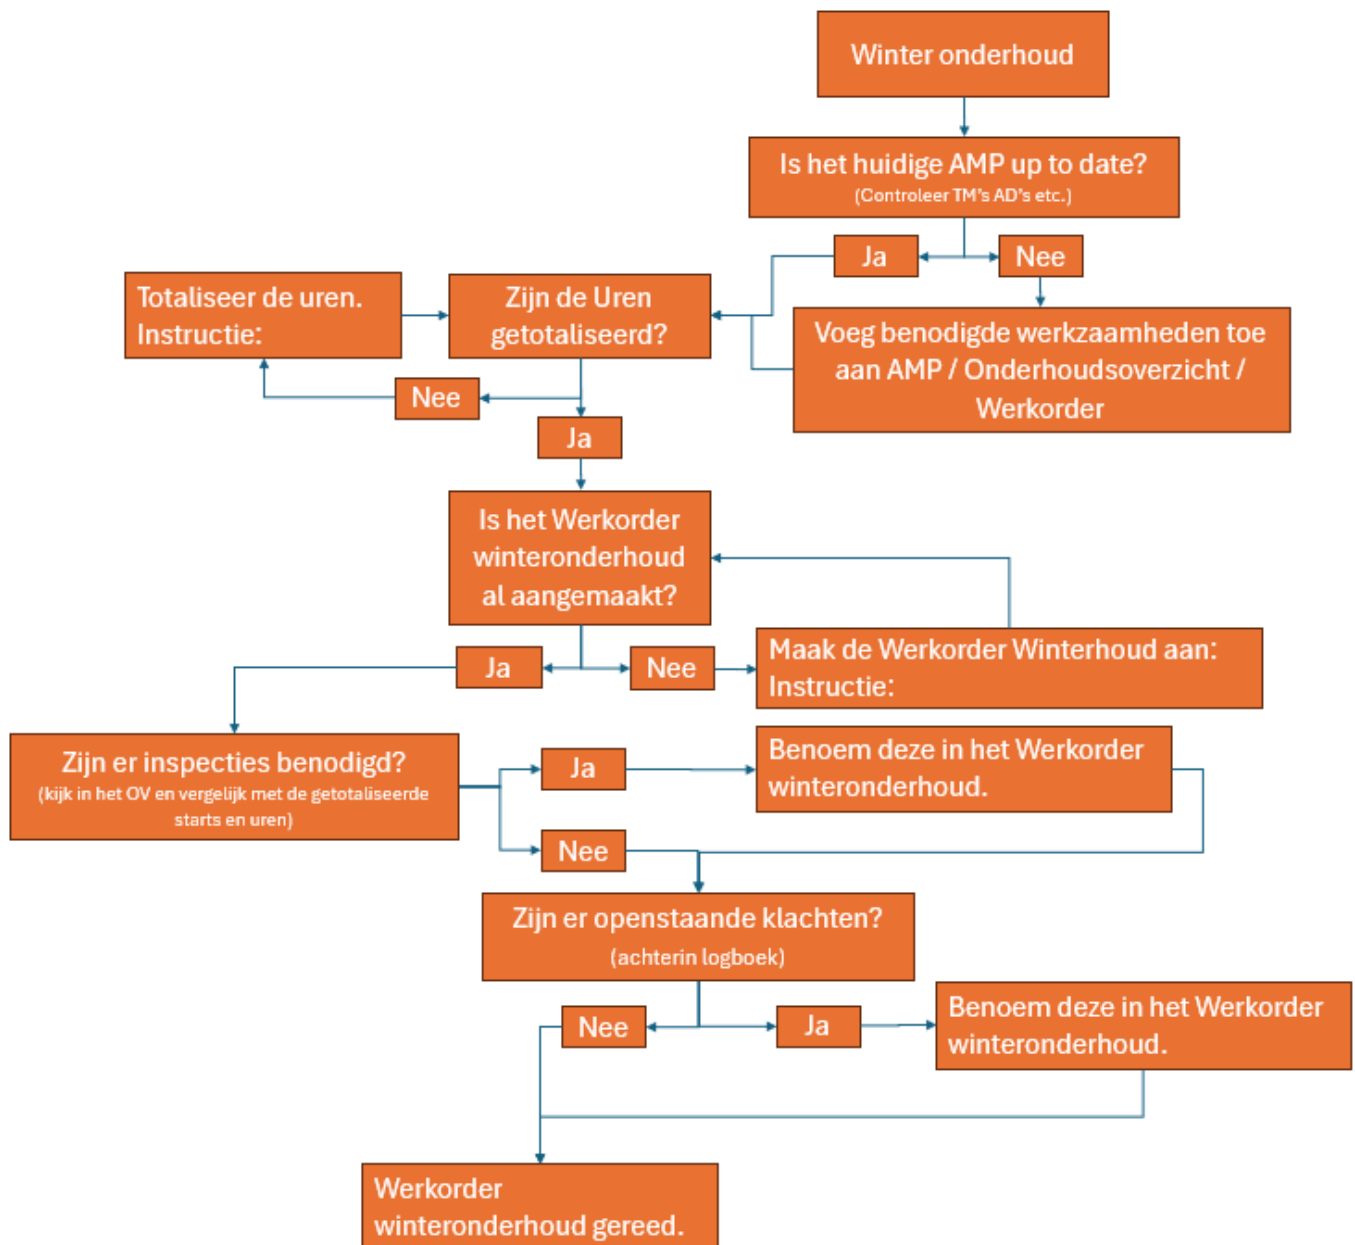 Winter onderhoud
Is het huidige AMP up to date?
(Controleer TM's AD's etc.)
Ja
Nee
Totaliseer de uren.
Instructie:
Zijn de Uren
getotaliseerd?
Voeg benodigde werkzaamheden toe
aan AMP / Onderhoudsoverzicht /
Werkorder
Nee
Ja
Is het Werkorder
winteronderhoud
al aangemaakt?
Ja
Nee
Maak de Werkorder Winterhoud aan:
Instructie:
Zijn er inspecties benodigd?
(kijk in het OV en vergelijk met de getotaliseerde
starts en uren)
Ja
Benoem deze in het Werkorder
winteronderhoud.
Nee
Zijn er openstaande klachten?
(achterin logboek)
Nee
Ja
Benoem deze in het Werkorder
winteronderhoud.
Werkorder
winteronderhoud gereed.